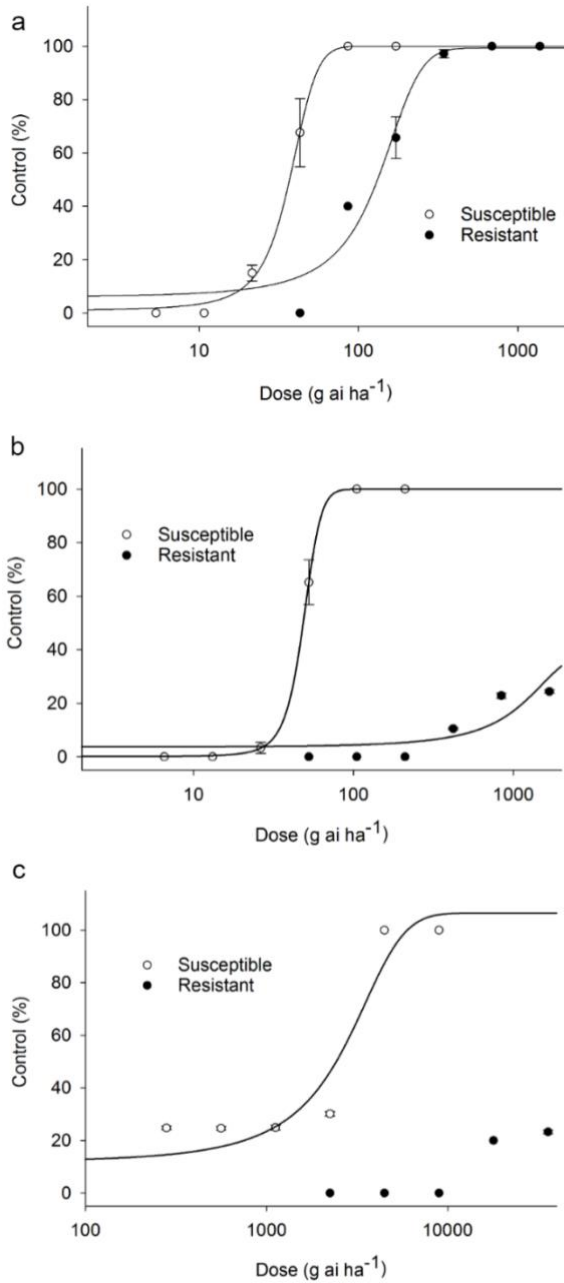 a
100
80
60
40
20
0
Control (%)
Susceptible
Resistant
10 100 1000
Dose (g ai ha⁻¹)
b
100
80
60
40
20
0
Control (%)
Susceptible
Resistant
10 100 1000
Dose (g ai ha⁻¹)
c
100
80
60
40
20
0
Control (%)
Susceptible
Resistant
100 1000 10000
Dose (g ai ha⁻¹)